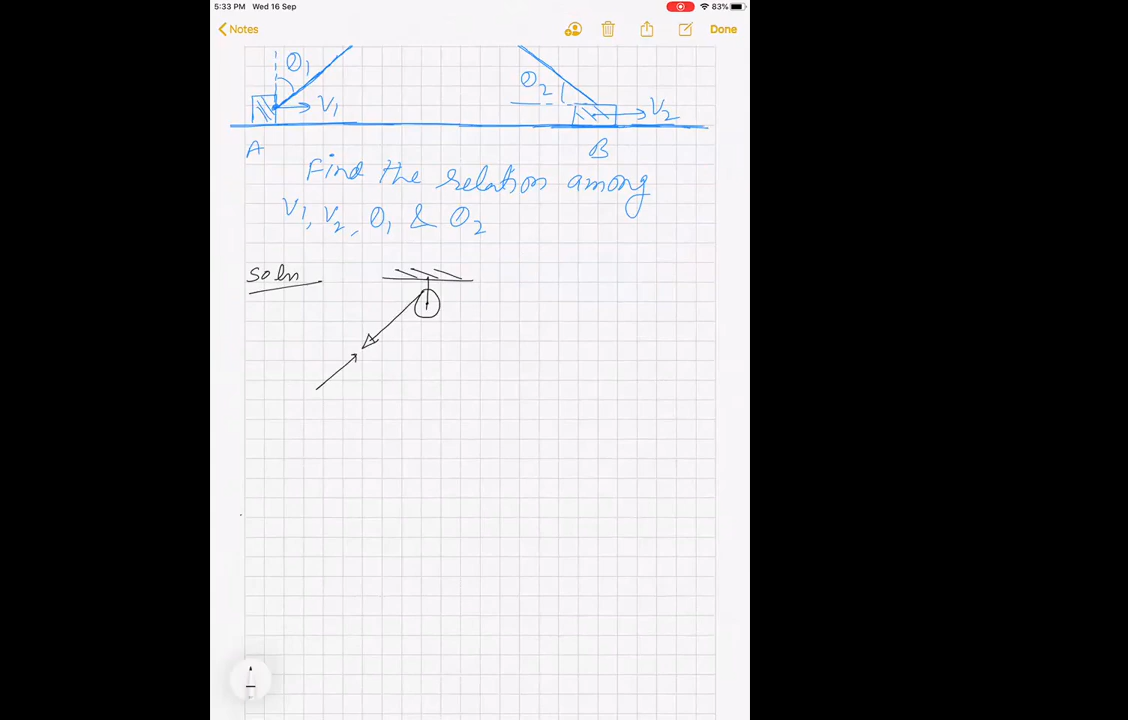 5:33 PM Wed 16 Sep
83%
Notes
Done
θ1
V1
θ2
V2
A
B
Find the relation among
V1, V2, θ1 & θ2
Soln